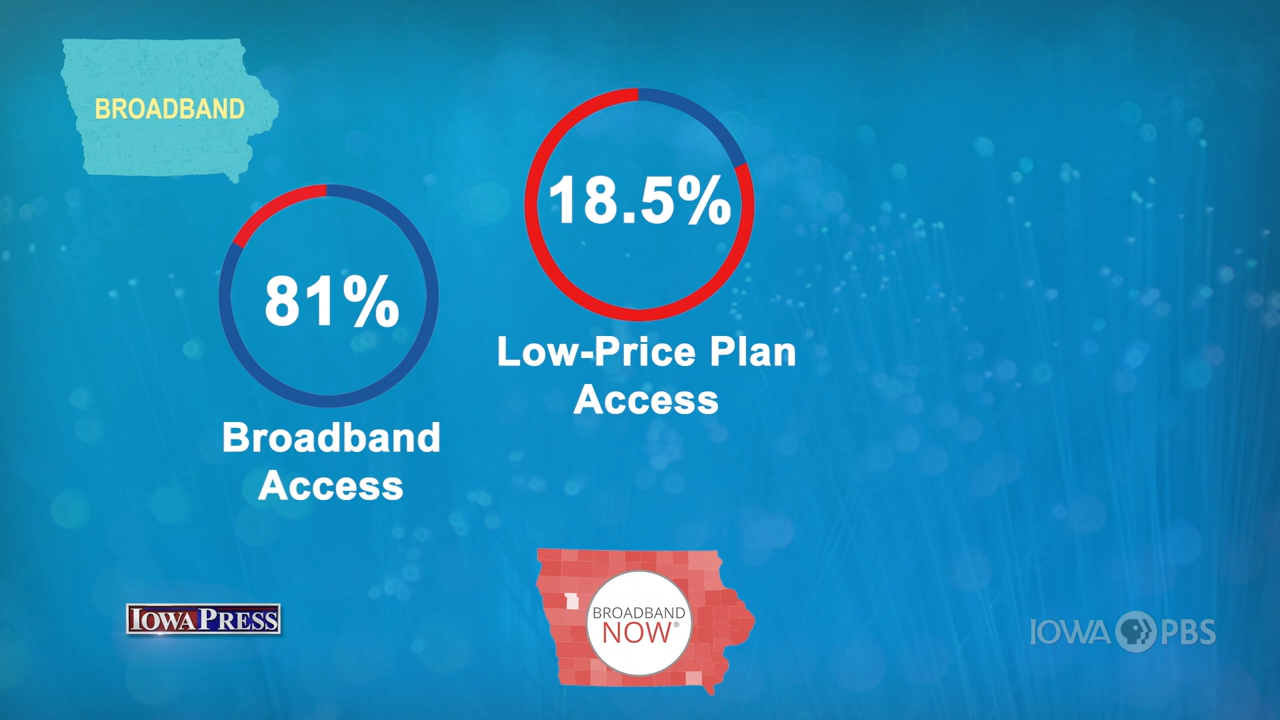 BROADBAND
81%
Broadband
Access
18.5%
Low-Price Plan
Access
IOWA PRESS
BROADBAND
NOW®
IOWA PBS